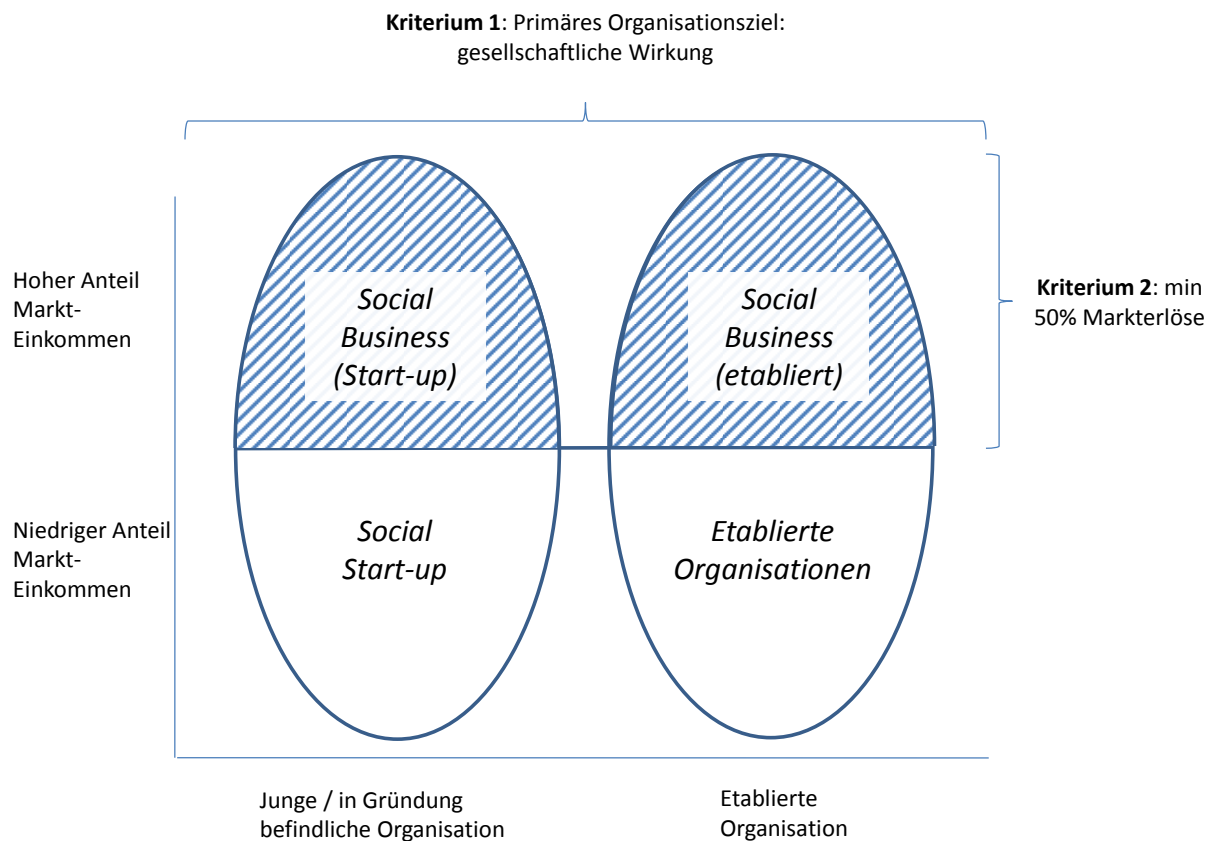 Kriterium 1: Primäres Organisationsziel:
gesellschaftliche Wirkung
Hoher Anteil
Markt-
Einkommen
Social
Business
(Start-up)
Social
Business
(etabliert)
Kriterium 2: min
50% Markterlöse
Niedriger Anteil
Markt-
Einkommen
Social
Start-up
Etablierte
Organisationen
Junge / in Gründung
befindliche Organisation
Etablierte
Organisation